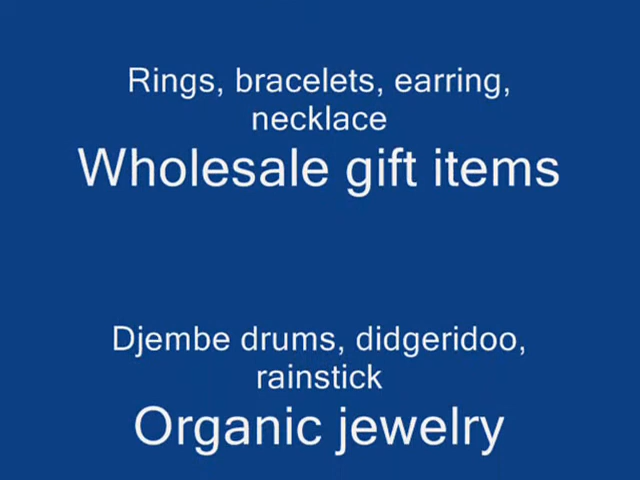 Rings, bracelets, earring,
necklace
Wholesale gift items
Djembe drums, didgeridoo,
rainstick
Organic jewelry